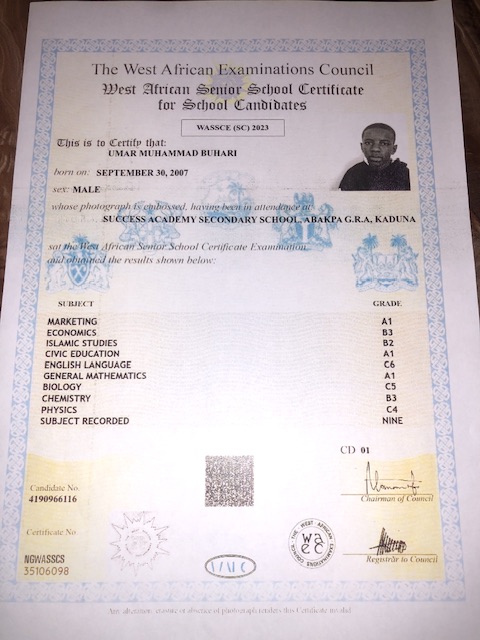 The West African Examinations Council
West African Senior School Certificate
for School Candidates
WASSCE (SC) 2023
This is to Certify that:
UMAR MUHAMMAD BUHARI
born on: SEPTEMBER 30, 2007
sex: MALE
whose photograph is embossed, having been in attendance at
SUCCESS ACADEMY SECONDARY SCHOOL, ABAKPA G.R.A, KADUNA
sat the West African Senior School Certificate Examination,
and obtained the results shown below:
SUBJECT GRADE
MARKETING A1
ECONOMICS B3
ISLAMIC STUDIES B2
CIVIC EDUCATION A1
ENGLISH LANGUAGE C6
GENERAL MATHEMATICS A1
BIOLOGY C5
CHEMISTRY B3
PHYSICS C4
SUBJECT RECORDED NINE
CD 01
Candidate No.
4190966116
Chairman of Council
Certificate No
THE WEST AFRICAN EXAMINATIONS COUNCIL
waec
NGWASSCS
35106098
Registrar to Council
Any alteration, erasure or absence of photograph renders this Certificate invalid